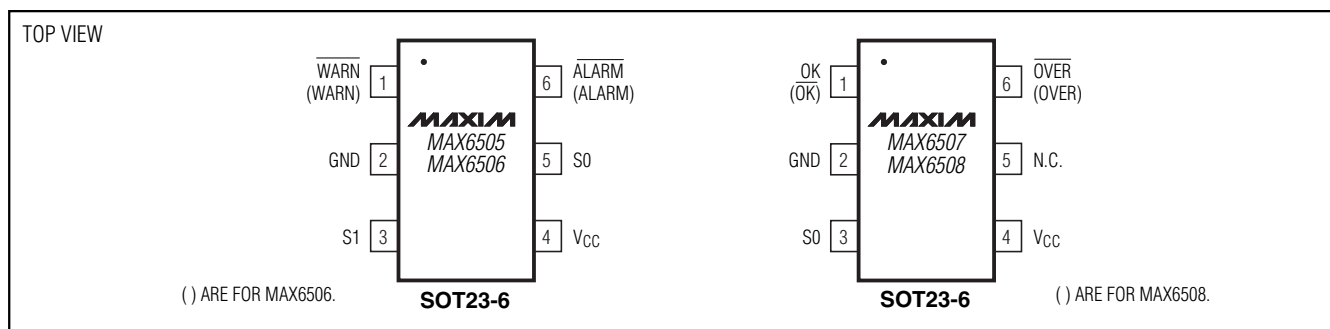 TOP VIEW
WARN
(WARN)
1
GND
2
S1
3
MAXIM
MAX6505
MAX6506
6
ALARM
(ALARM)
5
S0
4
VCC
( ) ARE FOR MAX6506.
SOT23-6
OK
(OK)
1
GND
2
S0
3
MAXIM
MAX6507
MAX6508
6
OVER
(OVER)
5
N.C.
4
VCC
SOT23-6
( ) ARE FOR MAX6508.